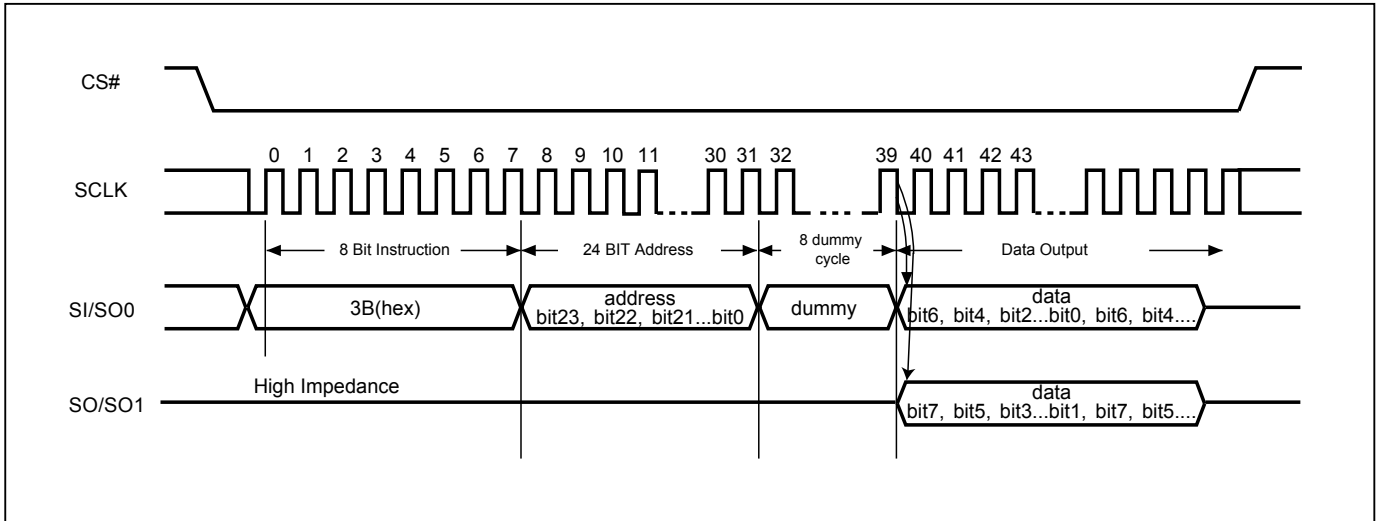 CS#
0 1 2 3 4 5 6 7 8 9 10 11 30 31 32 39 40 41 42 43
SCLK
8 Bit Instruction
24 BIT Address
8 dummy
cycle
Data Output
SI/SO0
3B(hex)
address
bit23, bit22, bit21...bit0
dummy
data
bit6, bit4, bit2...bit0, bit6, bit4....
High Impedance
SO/SO1
data
bit7, bit5, bit3...bit1, bit7, bit5....